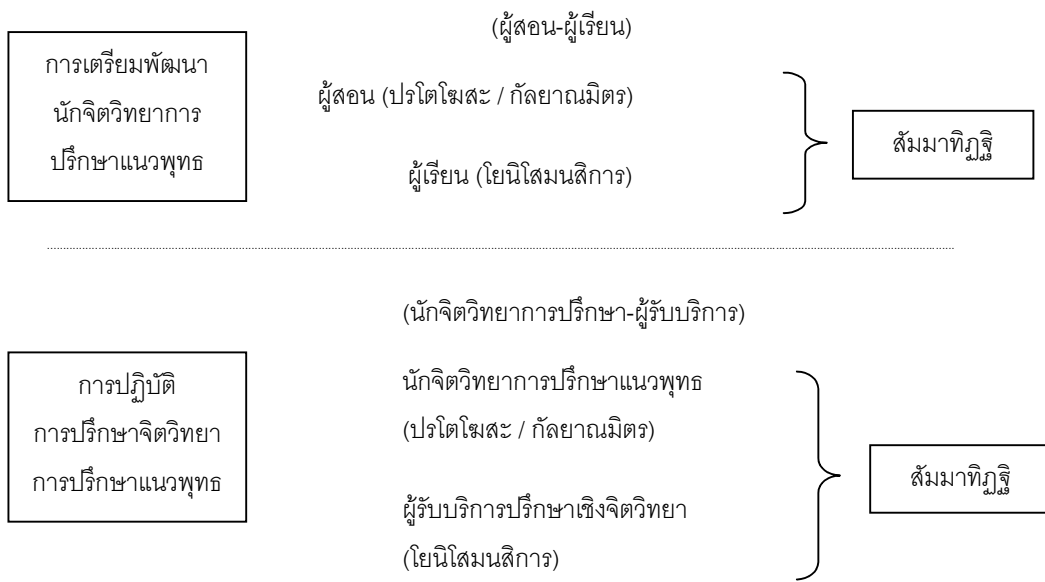 (ผู้สอน-ผู้เรียน)
การเตรียมพัฒนา
นักจิตวิทยาการ
ปรึกษาแนวพุทธ
ผู้สอน (ปรโตโฆสะ / กัลยาณมิตร)
ผู้เรียน (โยนิโสมนสิการ)
สัมมาทิฏฐิ
(นักจิตวิทยาการปรึกษา-ผู้รับบริการ)
การปฏิบัติ
การปรึกษาจิตวิทยา
การปรึกษาแนวพุทธ
นักจิตวิทยาการปรึกษาแนวพุทธ
(ปรโตโฆสะ / กัลยาณมิตร)
ผู้รับบริการปรึกษาเชิงจิตวิทยา
(โยนิโสมนสิการ)
สัมมาทิฏฐิ